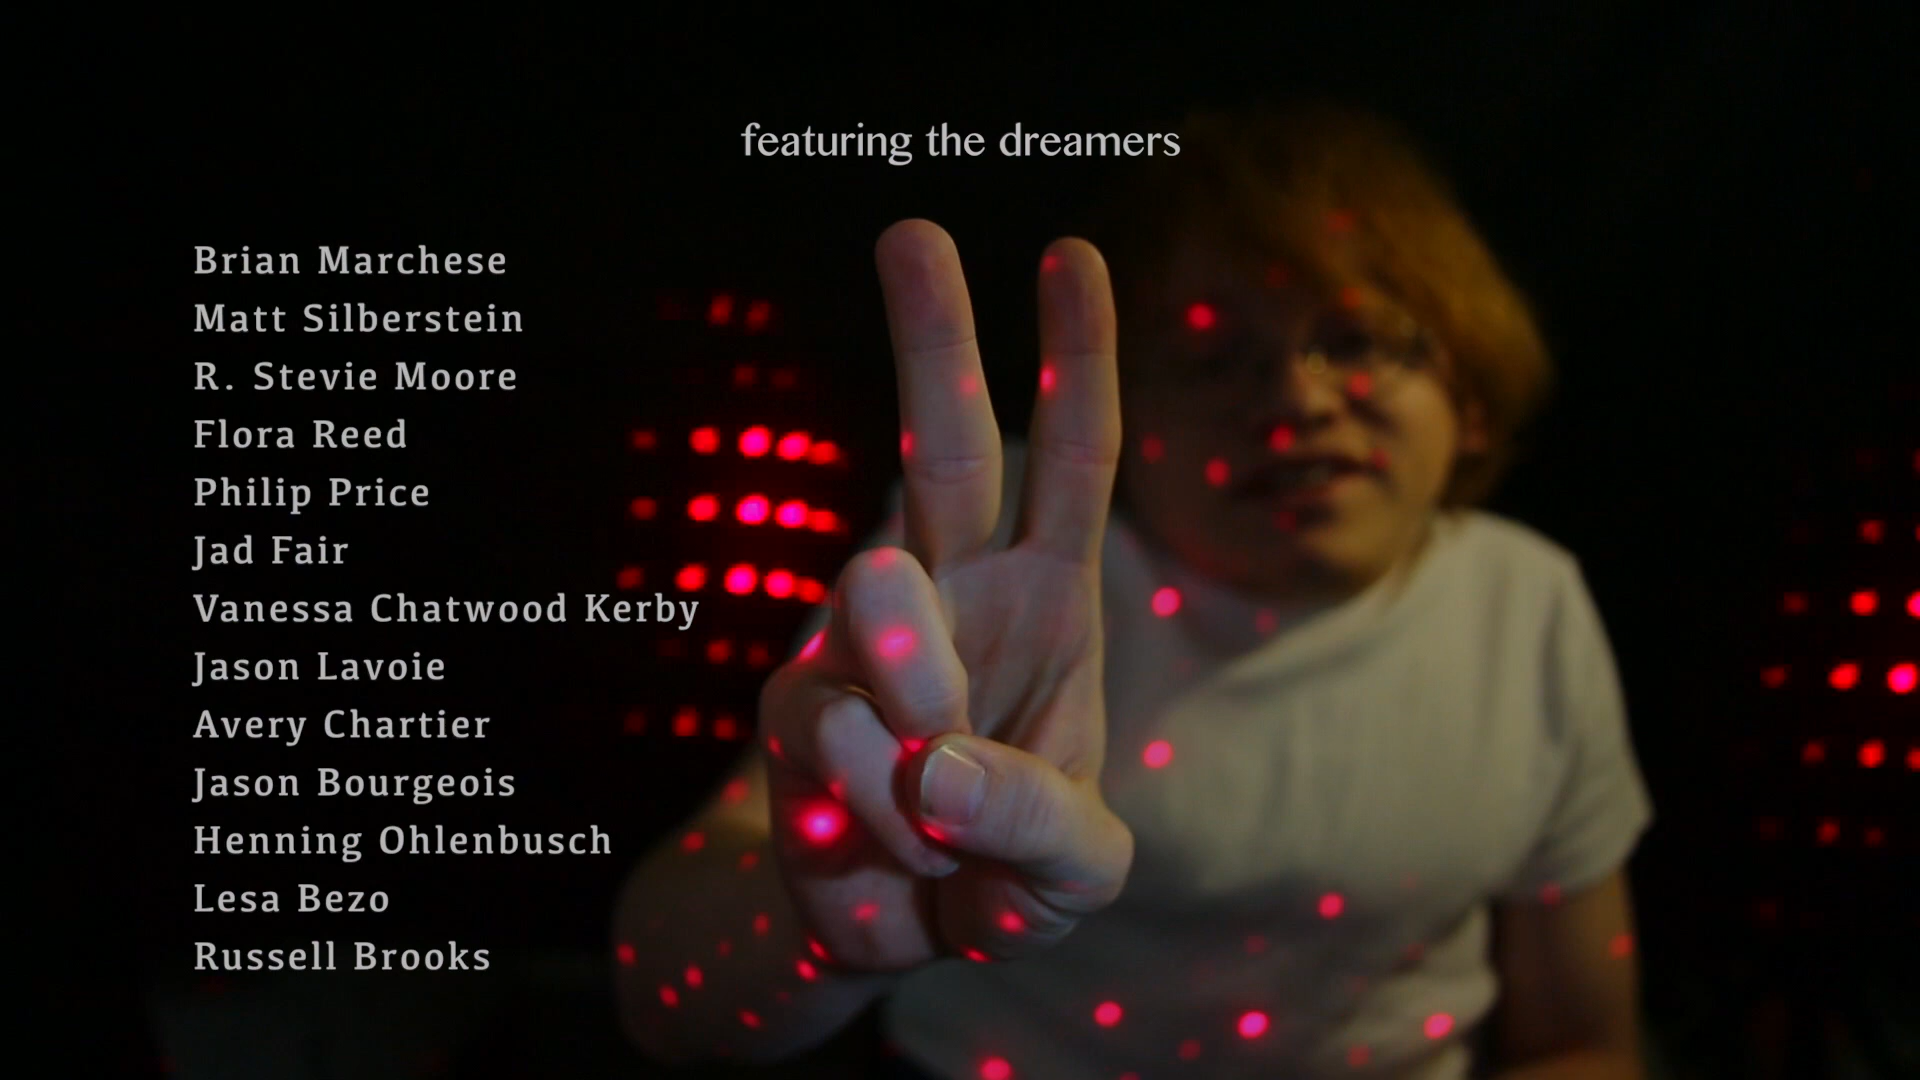 featuring the dreamers
Brian Marchese
Matt Silberstein
R. Stevie Moore
Flora Reed
Philip Price
Jad Fair
Vanessa Chatwood Kerby
Jason Lavoie
Avery Chartier
Jason Bourgeois
Henning Ohlenbusch
Lesa Bezo
Russell Brooks